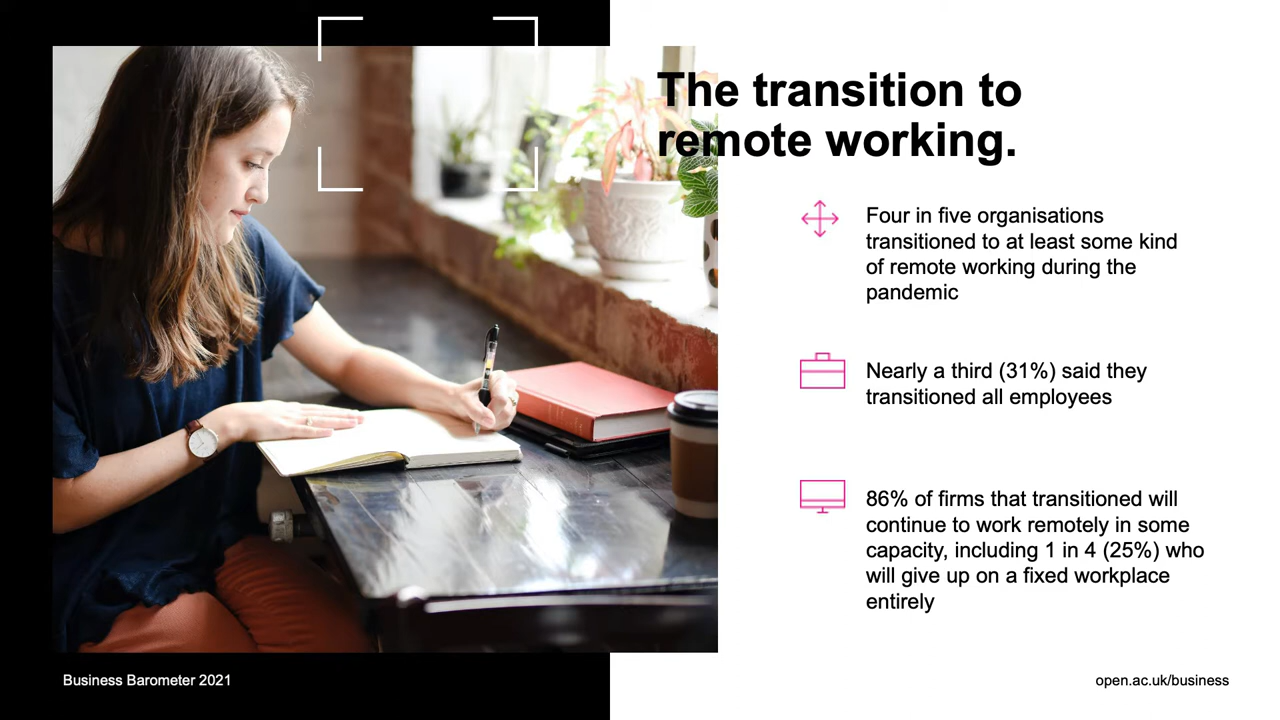 The transition to
remote working.
Four in five organisations
transitioned to at least some kind
of remote working during the
pandemic
Nearly a third (31%) said they
transitioned all employees
86% of firms that transitioned will
continue to work remotely in some
capacity, including 1 in 4 (25%) who
will give up on a fixed workplace
entirely
Business Barometer 2021
open.ac.uk/business